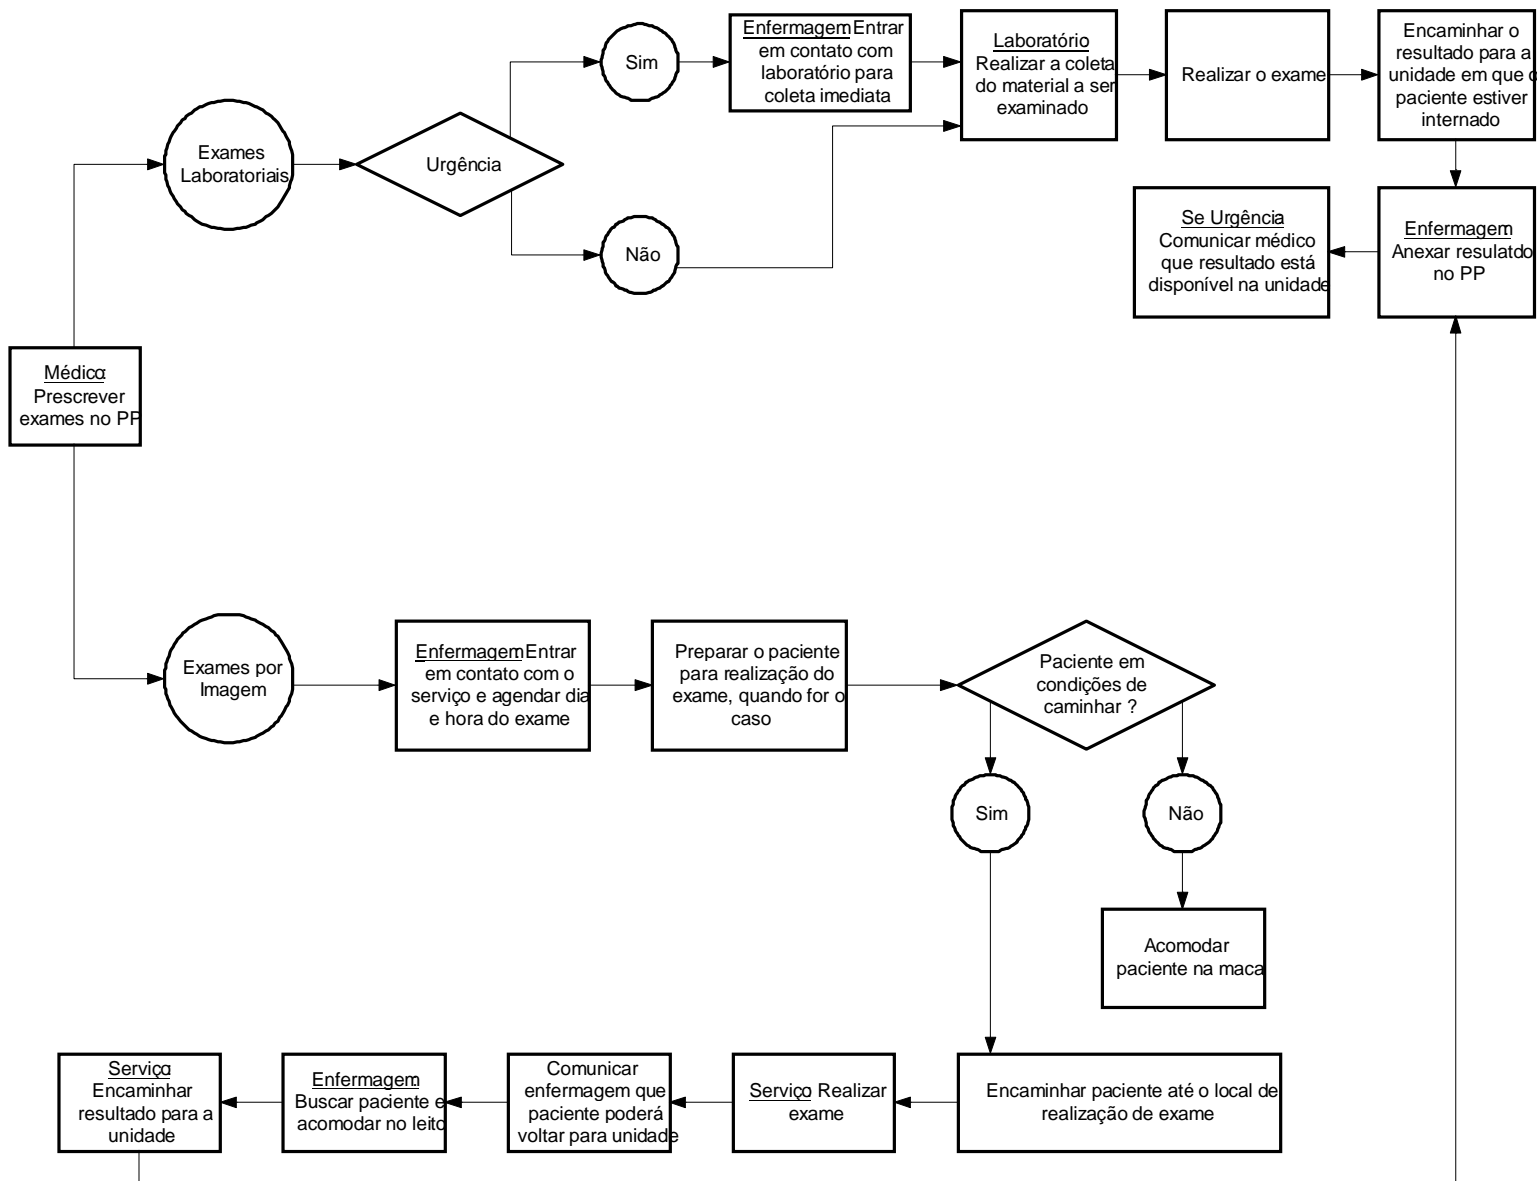 Sim
Enfermagem Entrar
em contato com
laboratório para
coleta imediata
Laboratório
Realizar a coleta
do material a ser
examinado
Realizar o exame
Encaminhar o
resultado para a
unidade em que o
paciente estiver
internado
Exames
Laboratoriais
Urgência
Não
Se Urgência
Comunicar médico
que resultado está
disponível na unidade
Enfermagem
Anexar resulatdo
no PP
Médico
Prescrever
exames no PP
Exames por
Imagem
Enfermagem Entrar
em contato com o
serviço e agendar dia
e hora do exame
Preparar o paciente
para realização do
exame, quando for o
caso
Paciente em
condições de
caminhar ?
Sim
Não
Acomodar
paciente na maca
Serviço
Encaminhar
resultado para a
unidade
Enfermagem
Buscar paciente e
acomodar no leito
Comunicar
enfermagem que
paciente poderá
voltar para unidade
Serviço Realizar
exame
Encaminhar paciente até o local de
realização de exame